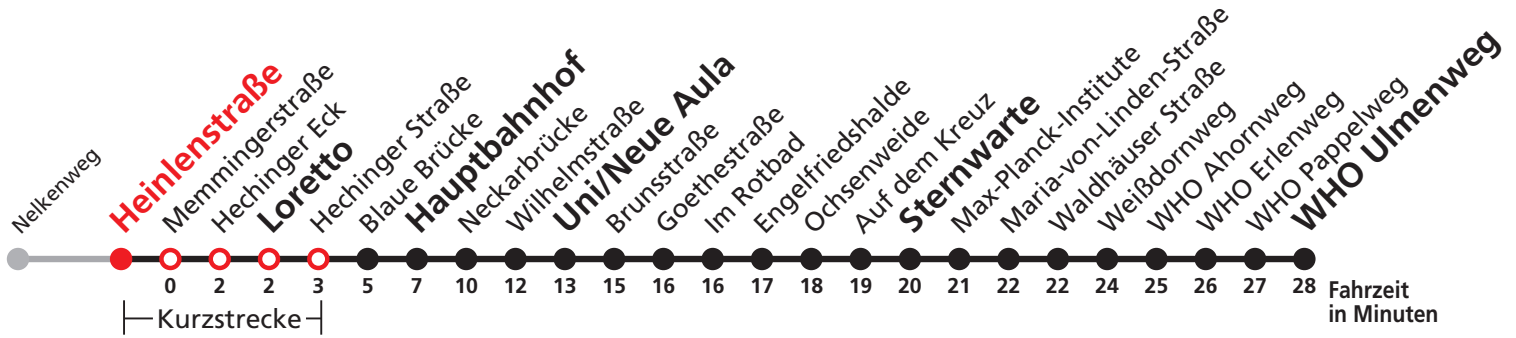 Nelkenweg
Heinlenstraße
Memmingerstraße
Hechinger Eck
Loretto
Hechinger Straße
Blaue Brücke
Hauptbahnhof
Neckarbrücke
Wilhelmstraße
Uni/Neue Aula
Brunsstraße
Goethestraße
Im Rotbad
Engelfriedshalde
Ochsenweide
Auf dem Kreuz
Sternwarte
Max-Planck-Institute
Maria-von-Linden-Straße
Waldhäuser Straße
Weißdornweg
WHO Ahornweg
WHO Erlenweg
WHO Pappelweg
WHO Ulmenweg
0 2 2 3 5 7 10 12 13 15 16 16 17 18 19 20 21 22 22 24 25 26 27 28
Fahrzeit
in Minuten
Kurzstrecke